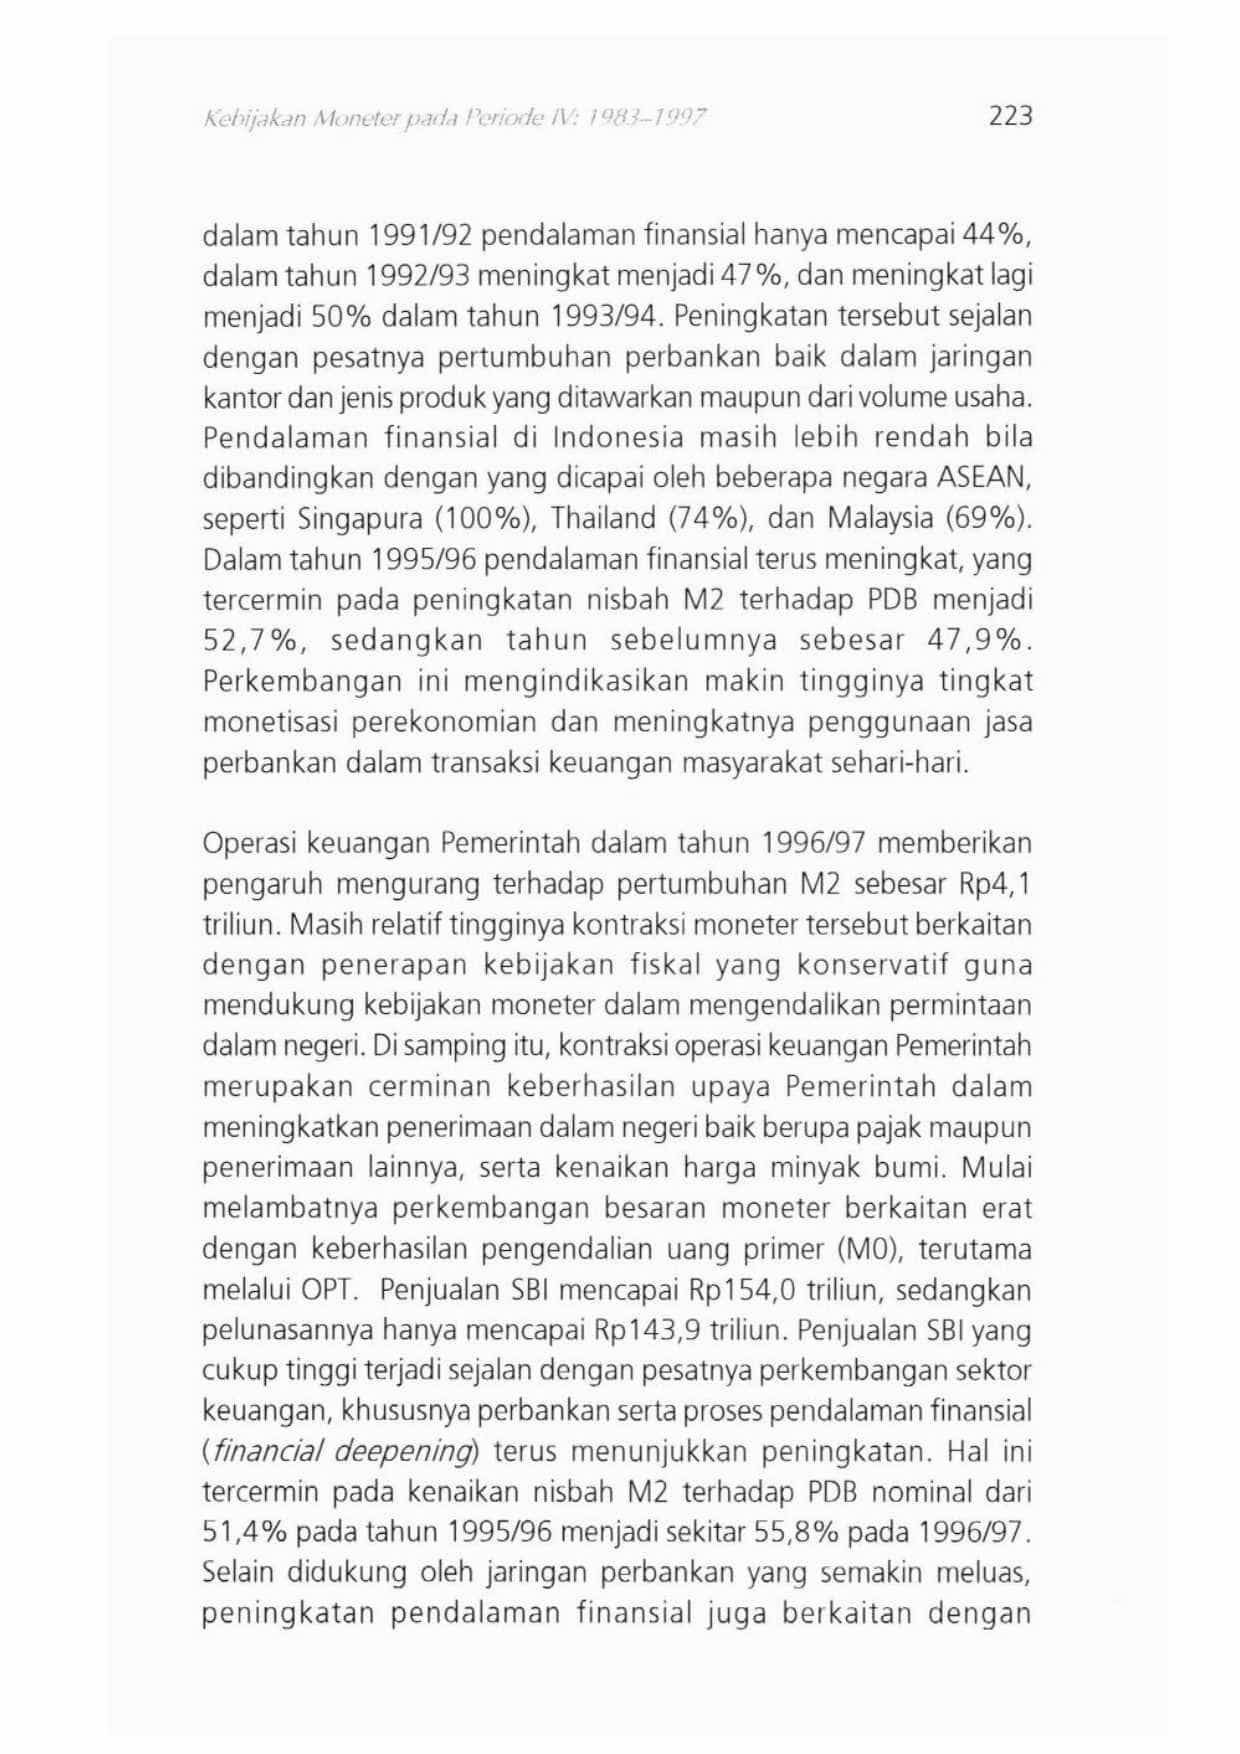 Kebijakan Moneter pada Periode IV: 1983–1997
223
dalam tahun 1991/92 pendalaman finansial hanya mencapai 44%,
dalam tahun 1992/93 meningkat menjadi 47%, dan meningkat lagi
menjadi 50% dalam tahun 1993/94. Peningkatan tersebut sejalan
dengan pesatnya pertumbuhan perbankan baik dalam jaringan
kantor dan jenis produk yang ditawarkan maupun dari volume usaha.
Pendalaman finansial di Indonesia masih lebih rendah bila
dibandingkan dengan yang dicapai oleh beberapa negara ASEAN,
seperti Singapura (100%), Thailand (74%), dan Malaysia (69%).
Dalam tahun 1995/96 pendalaman finansial terus meningkat, yang
tercermin pada peningkatan nisbah M2 terhadap PDB menjadi
52,7%, sedangkan tahun sebelumnya sebesar 47,9%.
Perkembangan ini mengindikasikan makin tingginya tingkat
monetisasi perekonomian dan meningkatnya penggunaan jasa
perbankan dalam transaksi keuangan masyarakat sehari-hari.
Operasi keuangan Pemerintah dalam tahun 1996/97 memberikan
pengaruh mengurang terhadap pertumbuhan M2 sebesar Rp4,1
triliun. Masih relatif tingginya kontraksi moneter tersebut berkaitan
dengan penerapan kebijakan fiskal yang konservatif guna
mendukung kebijakan moneter dalam mengendalikan permintaan
dalam negeri. Di samping itu, kontraksi operasi keuangan Pemerintah
merupakan cerminan keberhasilan upaya Pemerintah dalam
meningkatkan penerimaan dalam negeri baik berupa pajak maupun
penerimaan lainnya, serta kenaikan harga minyak bumi. Mulai
melambatnya perkembangan besaran moneter berkaitan erat
dengan keberhasilan pengendalian uang primer (M0), terutama
melalui OPT. Penjualan SBI mencapai Rp154,0 triliun, sedangkan
pelunasannya hanya mencapai Rp143,9 triliun. Penjualan SBI yang
cukup tinggi terjadi sejalan dengan pesatnya perkembangan sektor
keuangan, khususnya perbankan serta proses pendalaman finansial
(financial deepening) terus menunjukkan peningkatan. Hal ini
tercermin pada kenaikan nisbah M2 terhadap PDB nominal dari
51,4% pada tahun 1995/96 menjadi sekitar 55,8% pada 1996/97.
Selain didukung oleh jaringan perbankan yang semakin meluas,
peningkatan pendalaman finansial juga berkaitan dengan